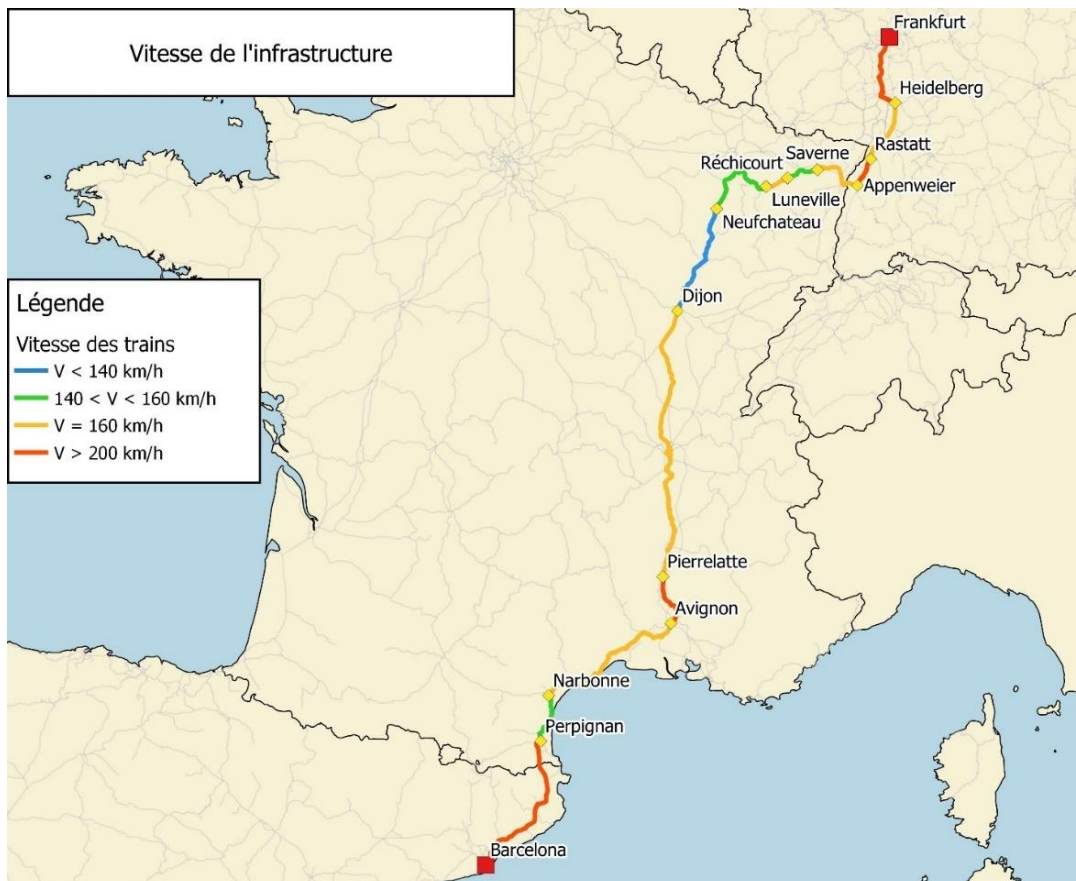 Vitesse de l'infrastructure
Frankfurt
Heidelberg
Rastatt
Saverne
Réchicourt
Appenweier
Luneville
Neufchateau
Dijon
Légende
Vitesse des trains
V < 140 km/h
140 < V < 160 km/h
V = 160 km/h
V > 200 km/h
Pierrelatte
Avignon
Narbonne
Perpignan
Barcelona